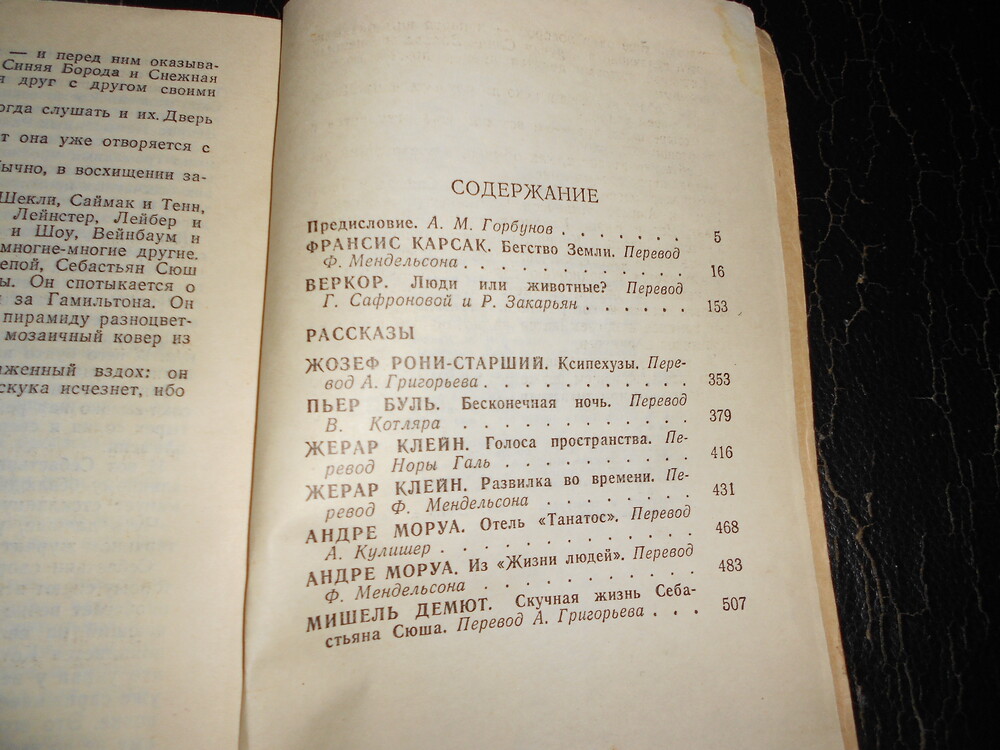 — и перед ним оказыва-
Синяя Борода и Снежная
друг с другом своими
слушать и их. Дверь
она уже отворяется с
в восхищении за-
Шекли, Саймак и Тенн,
Лейнстер, Лейбер и
и Шоу, Вейнбаум и
многие-многие другие.
Себастьян Сюш
Он спотыкается о
за Гамильтона. Он
пирамиду разноцвет-
мозаичный ковер из
вздох: он
скука исчезнет, ибо
СОДЕРЖАНИЕ
Предисловие. А. М. Горбунов . . . . . . . 5
ФРАНСИС КАРСАК. Бегство Земли. Перевод
Ф. Мендельсона . . . . . . . . . . . . 16
ВЕРКОР. Люди или животные? Перевод
Г. Сафроновой и Р. Закарьян . . . . . . 153
РАССКАЗЫ
ЖОЗЕФ РОНИ-СТАРШИЙ. Ксипехузы. Пере-
вод А. Григорьева . . . . . . . . . . . 353
ПЬЕР БУЛЬ. Бесконечная ночь. Перевод
В. Котляра . . . . . . . . . . . . 379
ЖЕРАР КЛЕЙН. Голоса пространства. Пе-
ревод Норы Галь . . . . . . . . . . 416
ЖЕРАР КЛЕЙН. Развилка во времени. Пе-
ревод Ф. Мендельсона . . . . . . . . 431
АНДРЕ МОРУА. Отель «Танатос». Перевод
А. Кулишер . . . . . . . . . . . . 468
АНДРЕ МОРУА. Из «Жизни людей». Перевод
Ф. Мендельсона . . . . . . . . . . . 483
МИШЕЛЬ ДЕМЮТ. Скучная жизнь Себа-
стьяна Сюша. Перевод А. Григорьева . . . 507